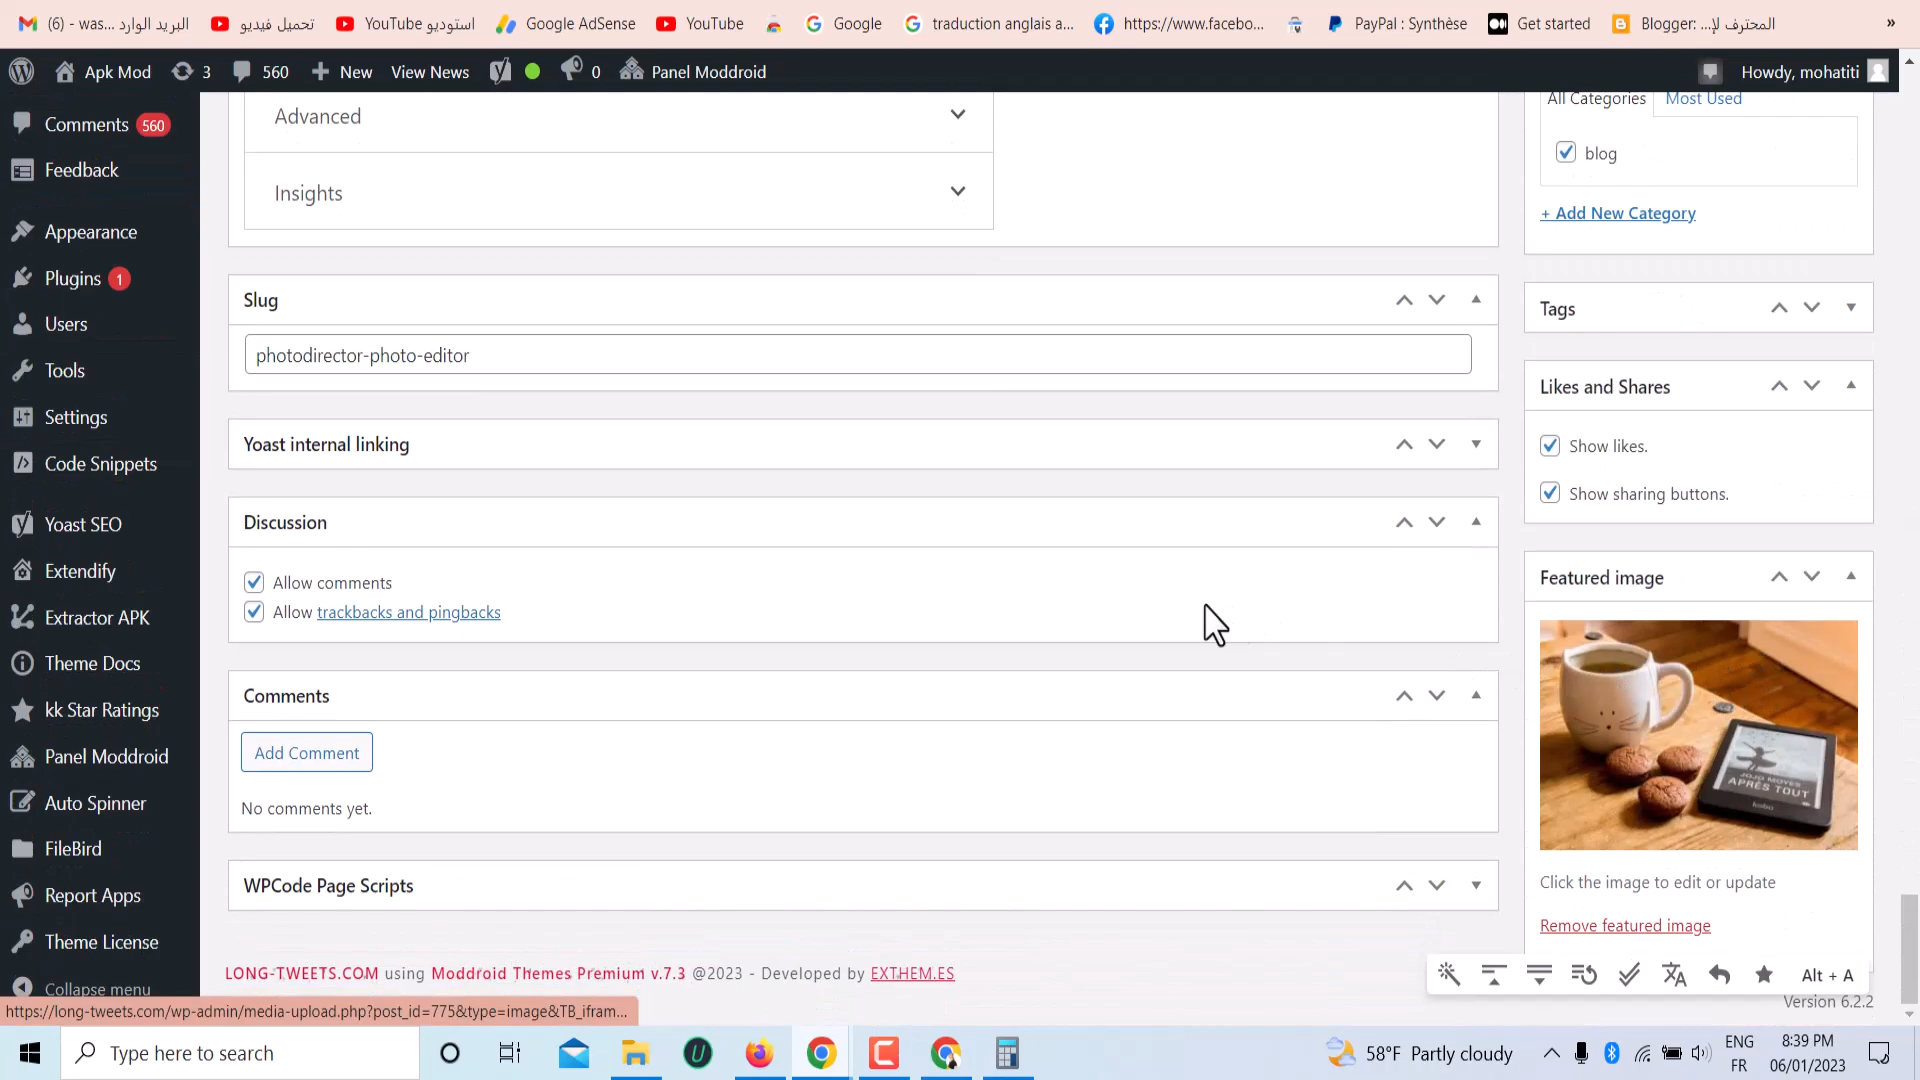 (6) - was... البريد الوارد
تحميل فيديو
YouTube استوديو
Google AdSense
YouTube
Google
traduction anglais a...
https://www.facebo...
PayPal : Synthèse
Get started
Blogger: ...المحترف لإ
»
Apk Mod
3
560
New
View News
0
Panel Moddroid
Howdy, mohatiti
Comments 560
Feedback
Appearance
Plugins 1
Users
Tools
Settings
Code Snippets
Yoast SEO
Extendify
Extractor APK
Theme Docs
kk Star Ratings
Panel Moddroid
Auto Spinner
FileBird
Report Apps
Theme License
Collapse menu
Advanced
Insights
Slug
photodirector-photo-editor
Yoast internal linking
Discussion
Allow comments
Allow trackbacks and pingbacks
Comments
Add Comment
No comments yet.
WPCode Page Scripts
LONG-TWEETS.COM using Moddroid Themes Premium v.7.3 @2023 - Developed by EXTHEM.ES
All Categories
Most Used
blog
+ Add New Category
Tags
Likes and Shares
Show likes.
Show sharing buttons.
Featured image
JOJO MOYES
APRÈS TOUT
kobo
Click the image to edit or update
Remove featured image
Alt + A
Version 6.2.2
https://long-tweets.com/wp-admin/media-upload.php?post_id=775&type=image&TB_ifram...
Type here to search
58°F Partly cloudy
ENG
FR
8:39 PM
06/01/2023